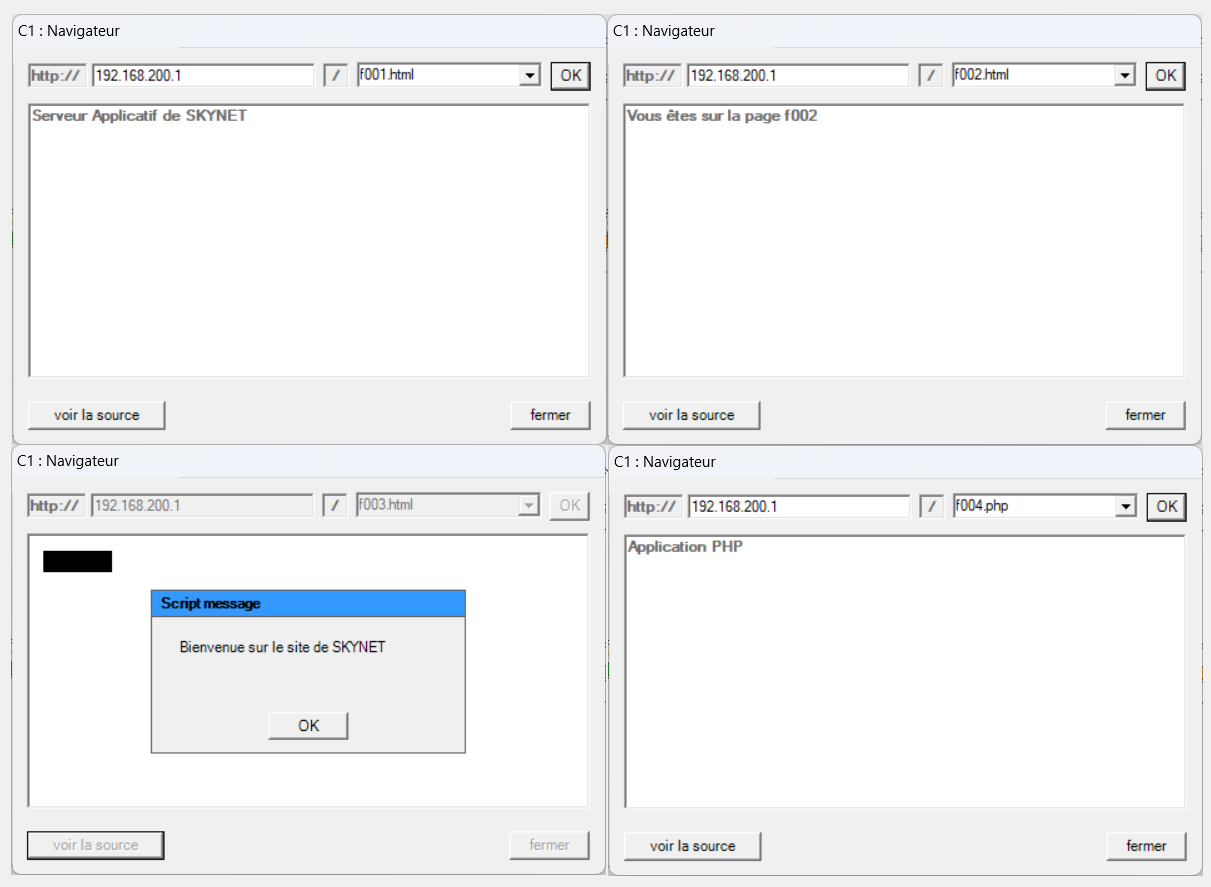 C1 : Navigateur
http:// 192.168.200.1 / f001.html OK
Serveur Applicatif de SKYNET
voir la source fermer
C1 : Navigateur
http:// 192.168.200.1 / f002.html OK
Vous êtes sur la page f002
voir la source fermer
C1 : Navigateur
http:// 192.168.200.1 / f003.html OK
Script message
Bienvenue sur le site de SKYNET
OK
voir la source fermer
C1 : Navigateur
http:// 192.168.200.1 / f004.php OK
Application PHP
voir la source fermer